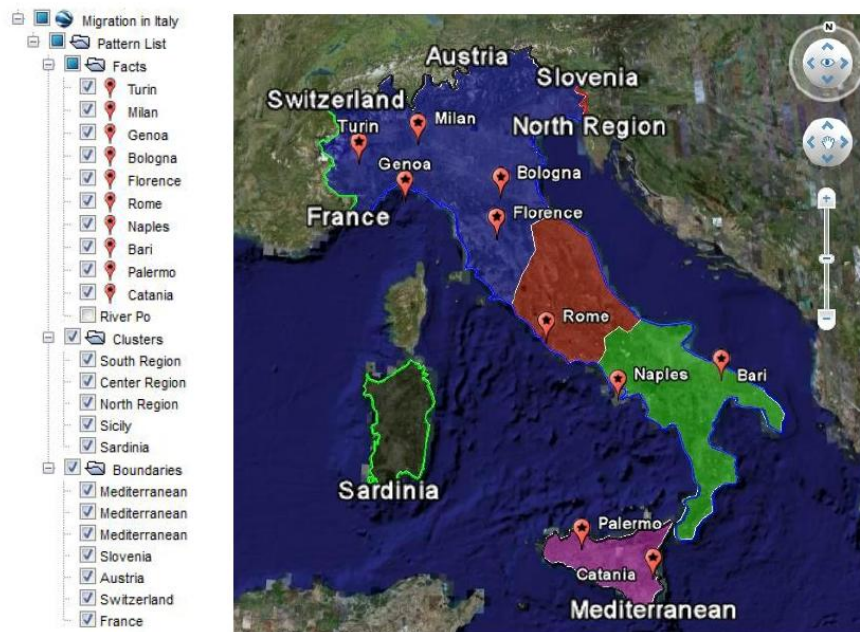 Migration in Italy
Pattern List
Facts
Turin
Milan
Genoa
Bologna
Florence
Rome
Naples
Bari
Palermo
Catania
River Po
Clusters
South Region
Center Region
North Region
Sicily
Sardinia
Boundaries
Mediterranean
Mediterranean
Mediterranean
Slovenia
Austria
Switzerland
France
N
Austria
Slovenia
Switzerland
Milan
North Region
Turin
Genoa
Bologna
France
Florence
Rome
Naples
Bari
Sardinia
Palermo
Catania
Mediterranean